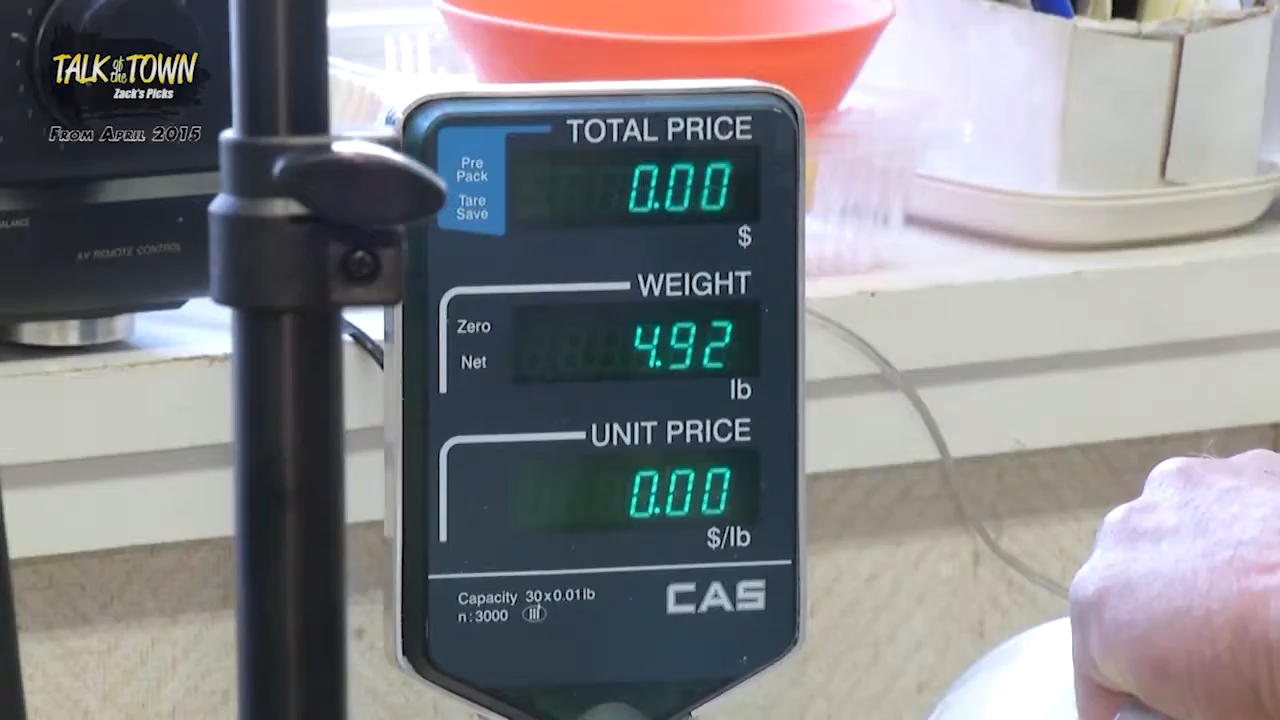 TALK of the TOWN
Zack's Picks
FROM APRIL 2015
TOTAL PRICE
Pre
Pack
Tare
Save
0.00
$
WEIGHT
Zero
Net
4.92
lb
UNIT PRICE
0.00
$/lb
Capacity 30x0.01lb
n:3000 III
CAS
AV REMOTE CONTROL